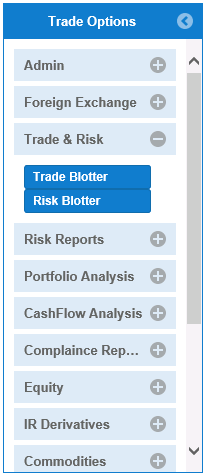 Trade Options
Admin
Foreign Exchange
Trade & Risk
Trade Blotter
Risk Blotter
Risk Reports
Portfolio Analysis
CashFlow Analysis
Complaince Rep...
Equity
IR Derivatives
Commodities